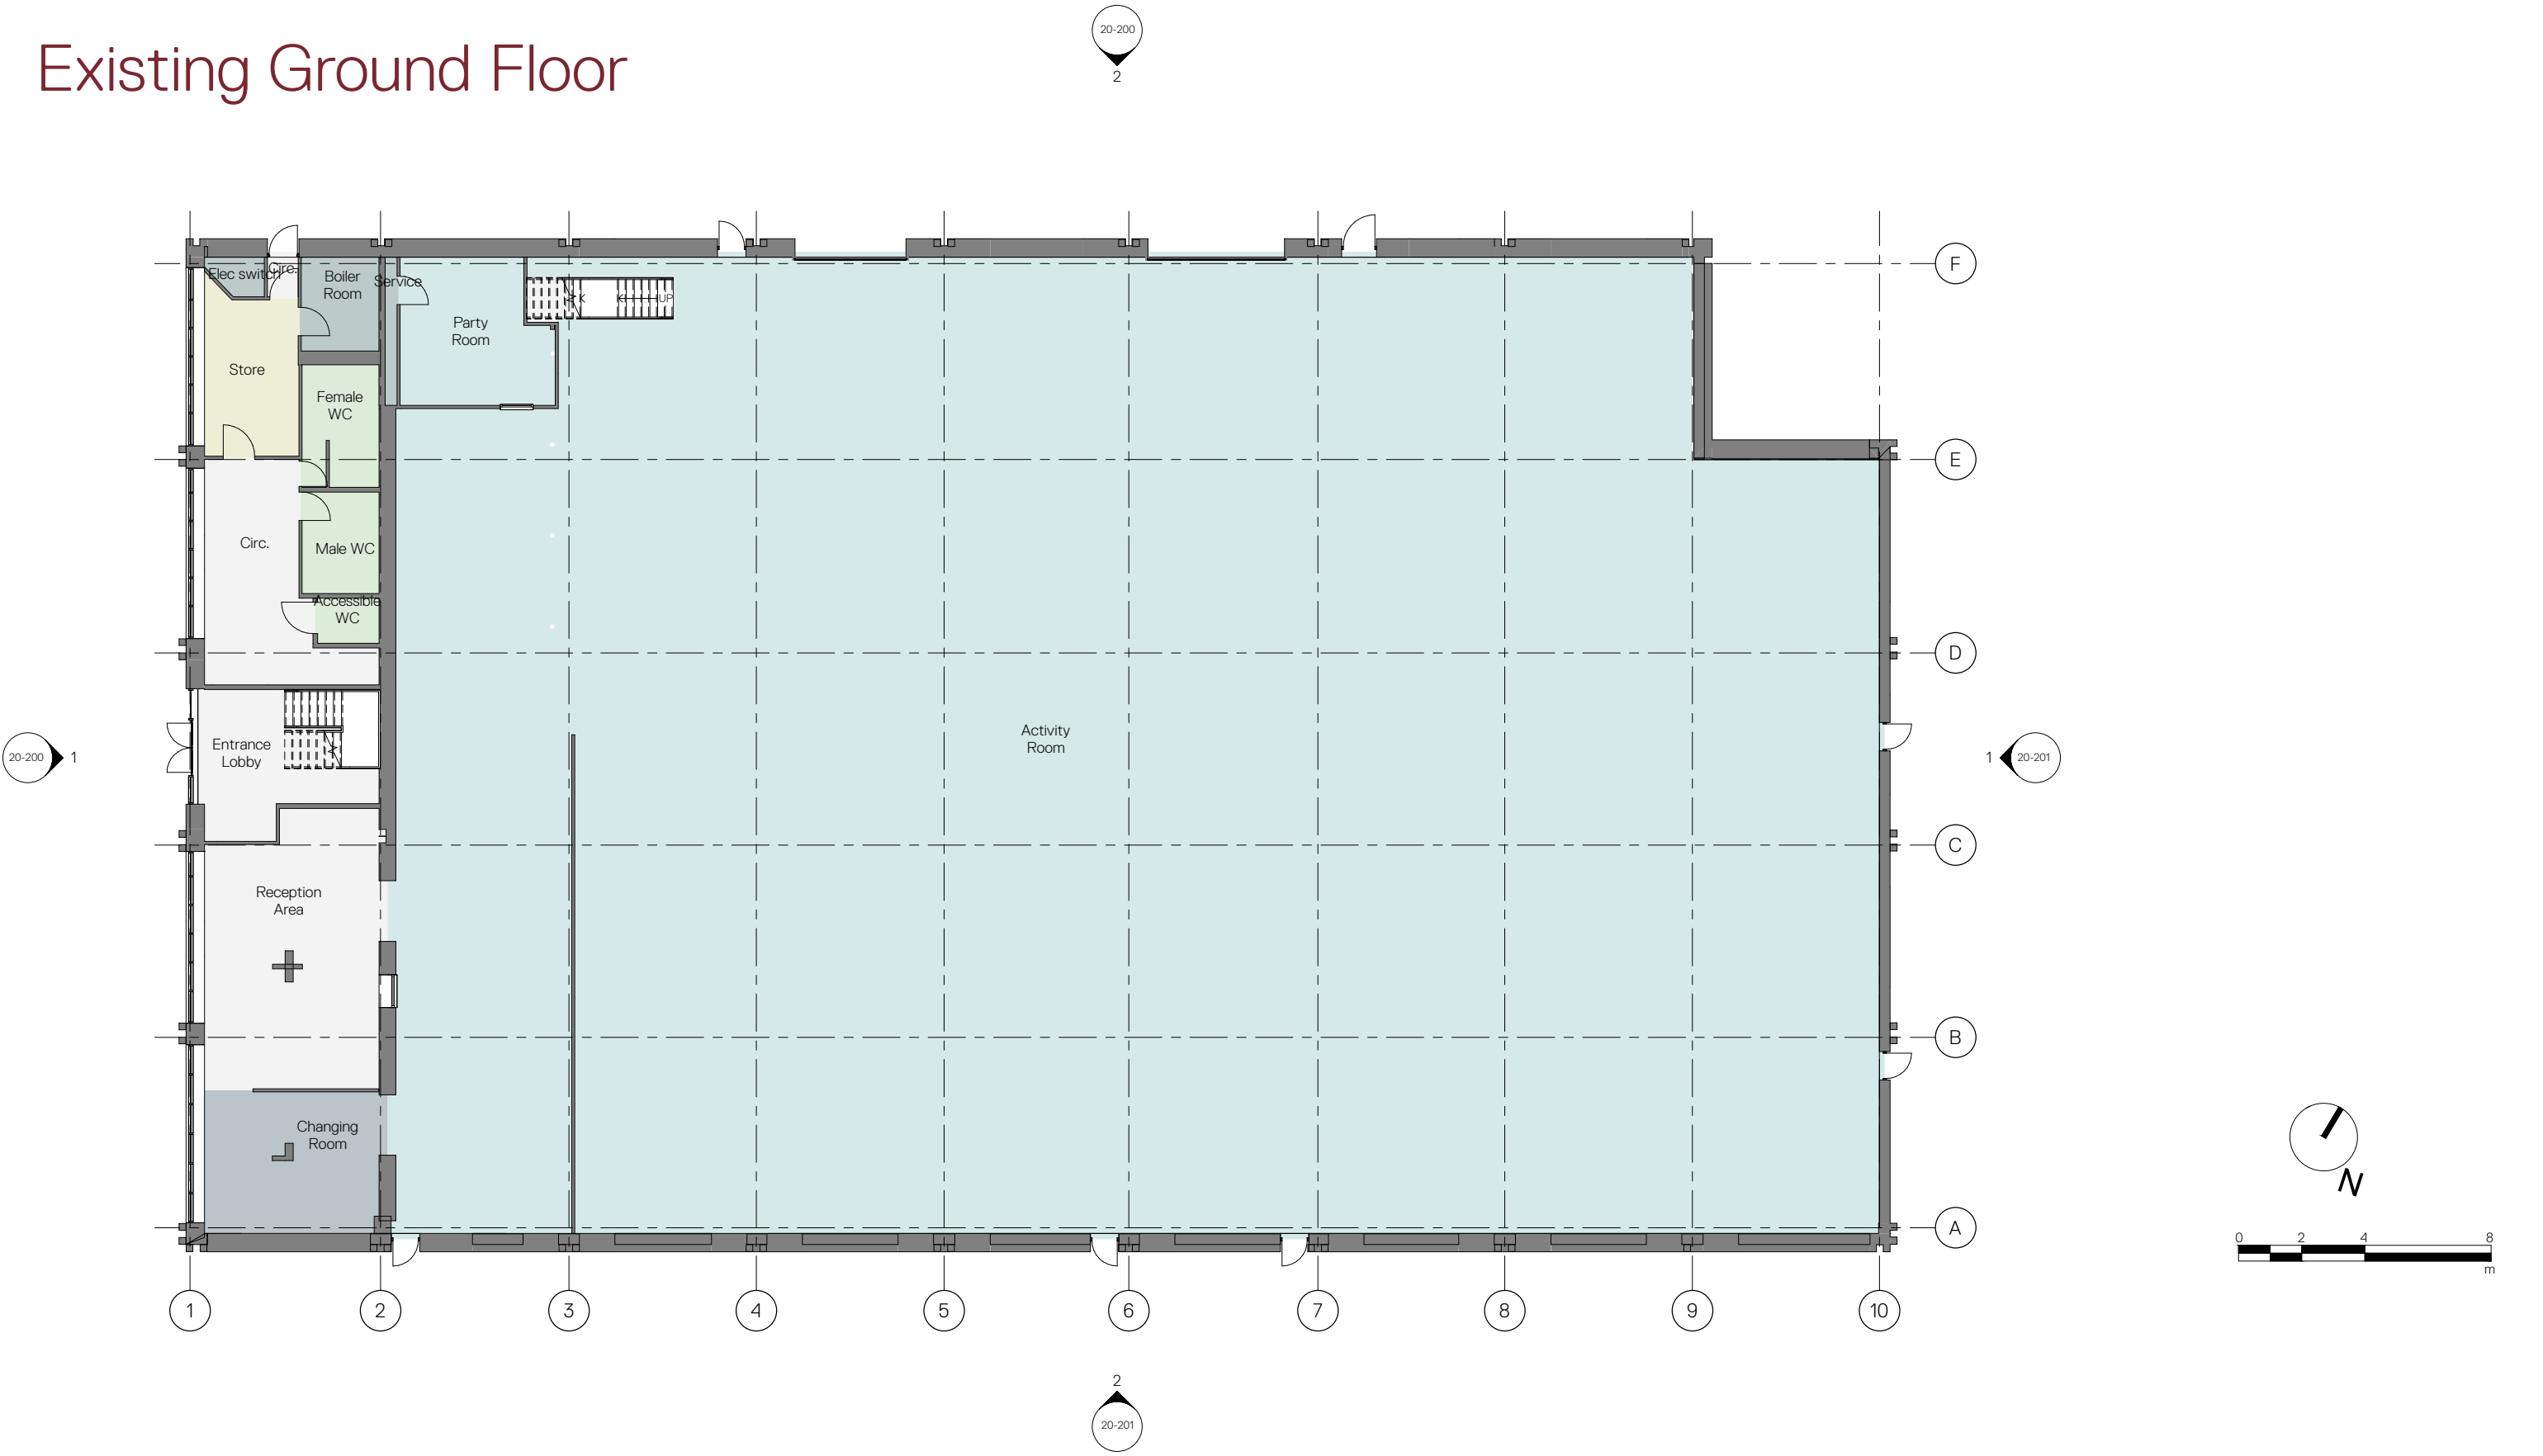 20-200
2
Existing Ground Floor
Elec switch
Circ.
Boiler
Room
Service
Party
Room
UP
F
Store
Female
WC
E
Circ.
Male WC
Accessible
WC
D
Activity
Room
Entrance
Lobby
20-200
1
1
20-201
C
Reception
Area
B
Changing
Room
N
A
0 2 4 8
m
1 2 3 4 5 6 7 8 9 10
2
20-201